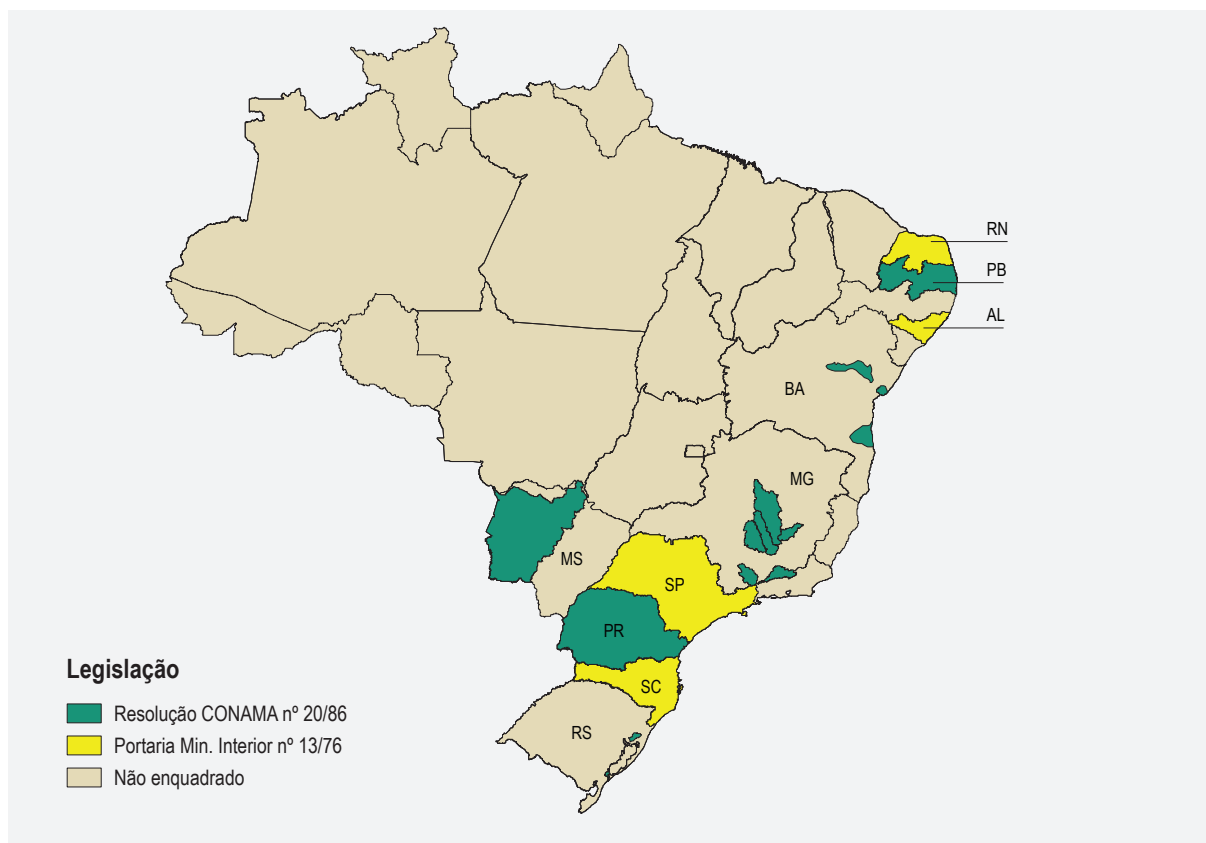 RN
PB
AL
BA
MG
MS
SP
PR
SC
RS
Legislação
Resolução CONAMA nº 20/86
Portaria Min. Interior nº 13/76
Não enquadrado